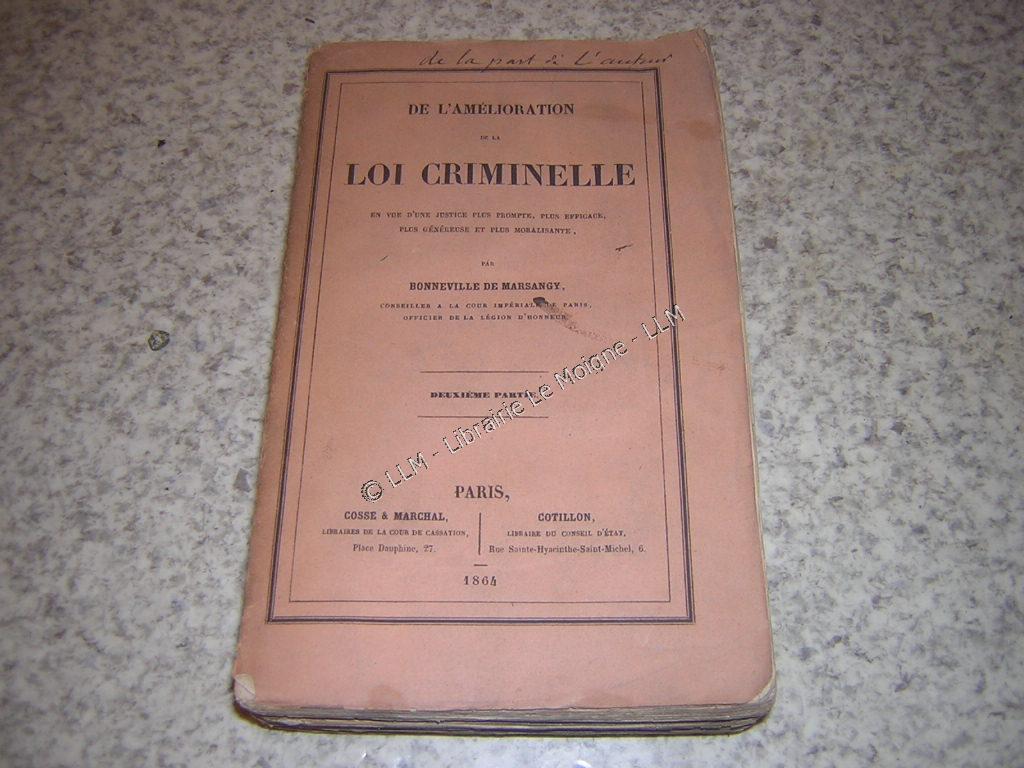 de la part de L'auteur
DE L'AMÉLIORATION
DE LA
LOI CRIMINELLE
EN VUE D'UNE JUSTICE PLUS PROMPTE, PLUS EFFICACE,
PLUS GÉNÉREUSE ET PLUS MORALISANTE,
PAR
BONNEVILLE DE MARSANGY,
CONSEILLER A LA COUR IMPÉRIALE DE PARIS,
OFFICIER DE LA LÉGION D'HONNEUR
DEUXIÈME PARTIE.
© LLM - Librairie Le Moigne - LLM
PARIS,
COSSE & MARCHAL,
LIBRAIRES DE LA COUR DE CASSATION,
Place Dauphine, 27.
COTILLON,
LIBRAIRE DU CONSEIL D'ÉTAT,
Rue Sainte-Hyacinthe-Saint-Michel, 6.
1864